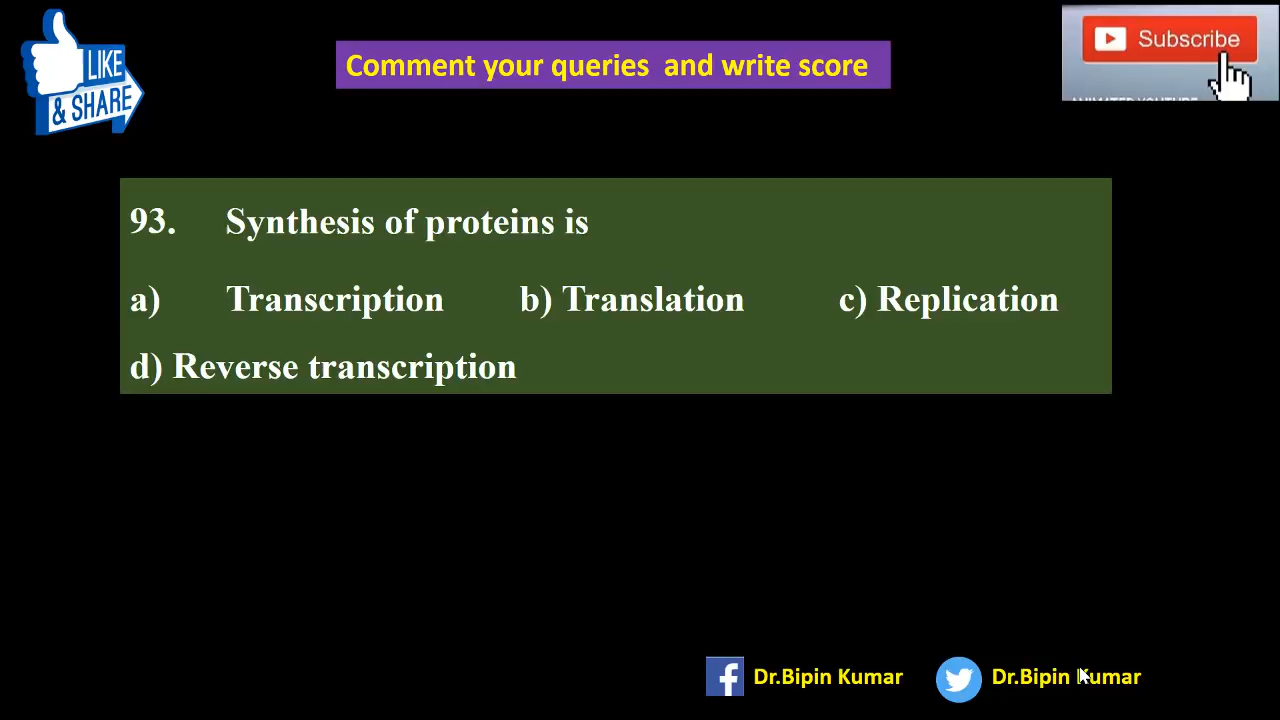 LIKE
& SHARE
Comment your queries and write score
Subscribe
93. Synthesis of proteins is
a) Transcription b) Translation c) Replication
d) Reverse transcription
Dr.Bipin Kumar Dr.Bipin Kumar